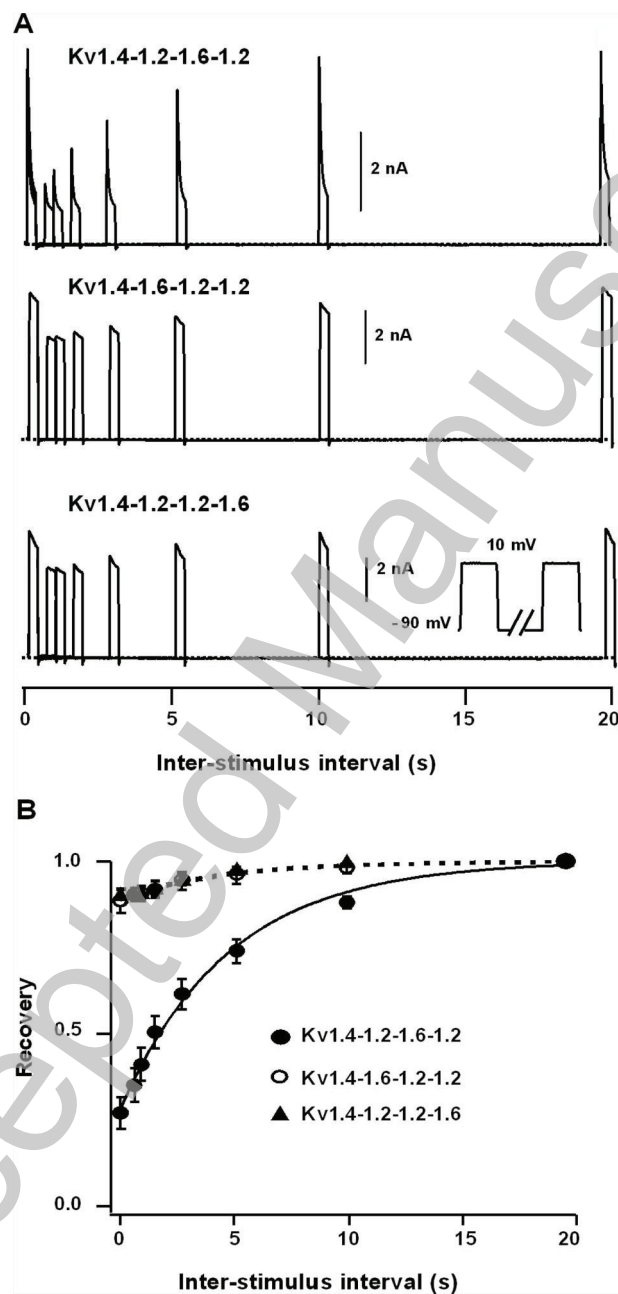 A
Kv1.4-1.2-1.6-1.2
2 nA
Kv1.4-1.6-1.2-1.2
2 nA
Kv1.4-1.2-1.2-1.6
2 nA
10 mV
-90 mV
0 5 10 15 20
Inter-stimulus interval (s)
B
1.0
0.5
0.0
Recovery
Kv1.4-1.2-1.6-1.2
Kv1.4-1.6-1.2-1.2
Kv1.4-1.2-1.2-1.6
0 5 10 15 20
Inter-stimulus interval (s)
cepted Manus